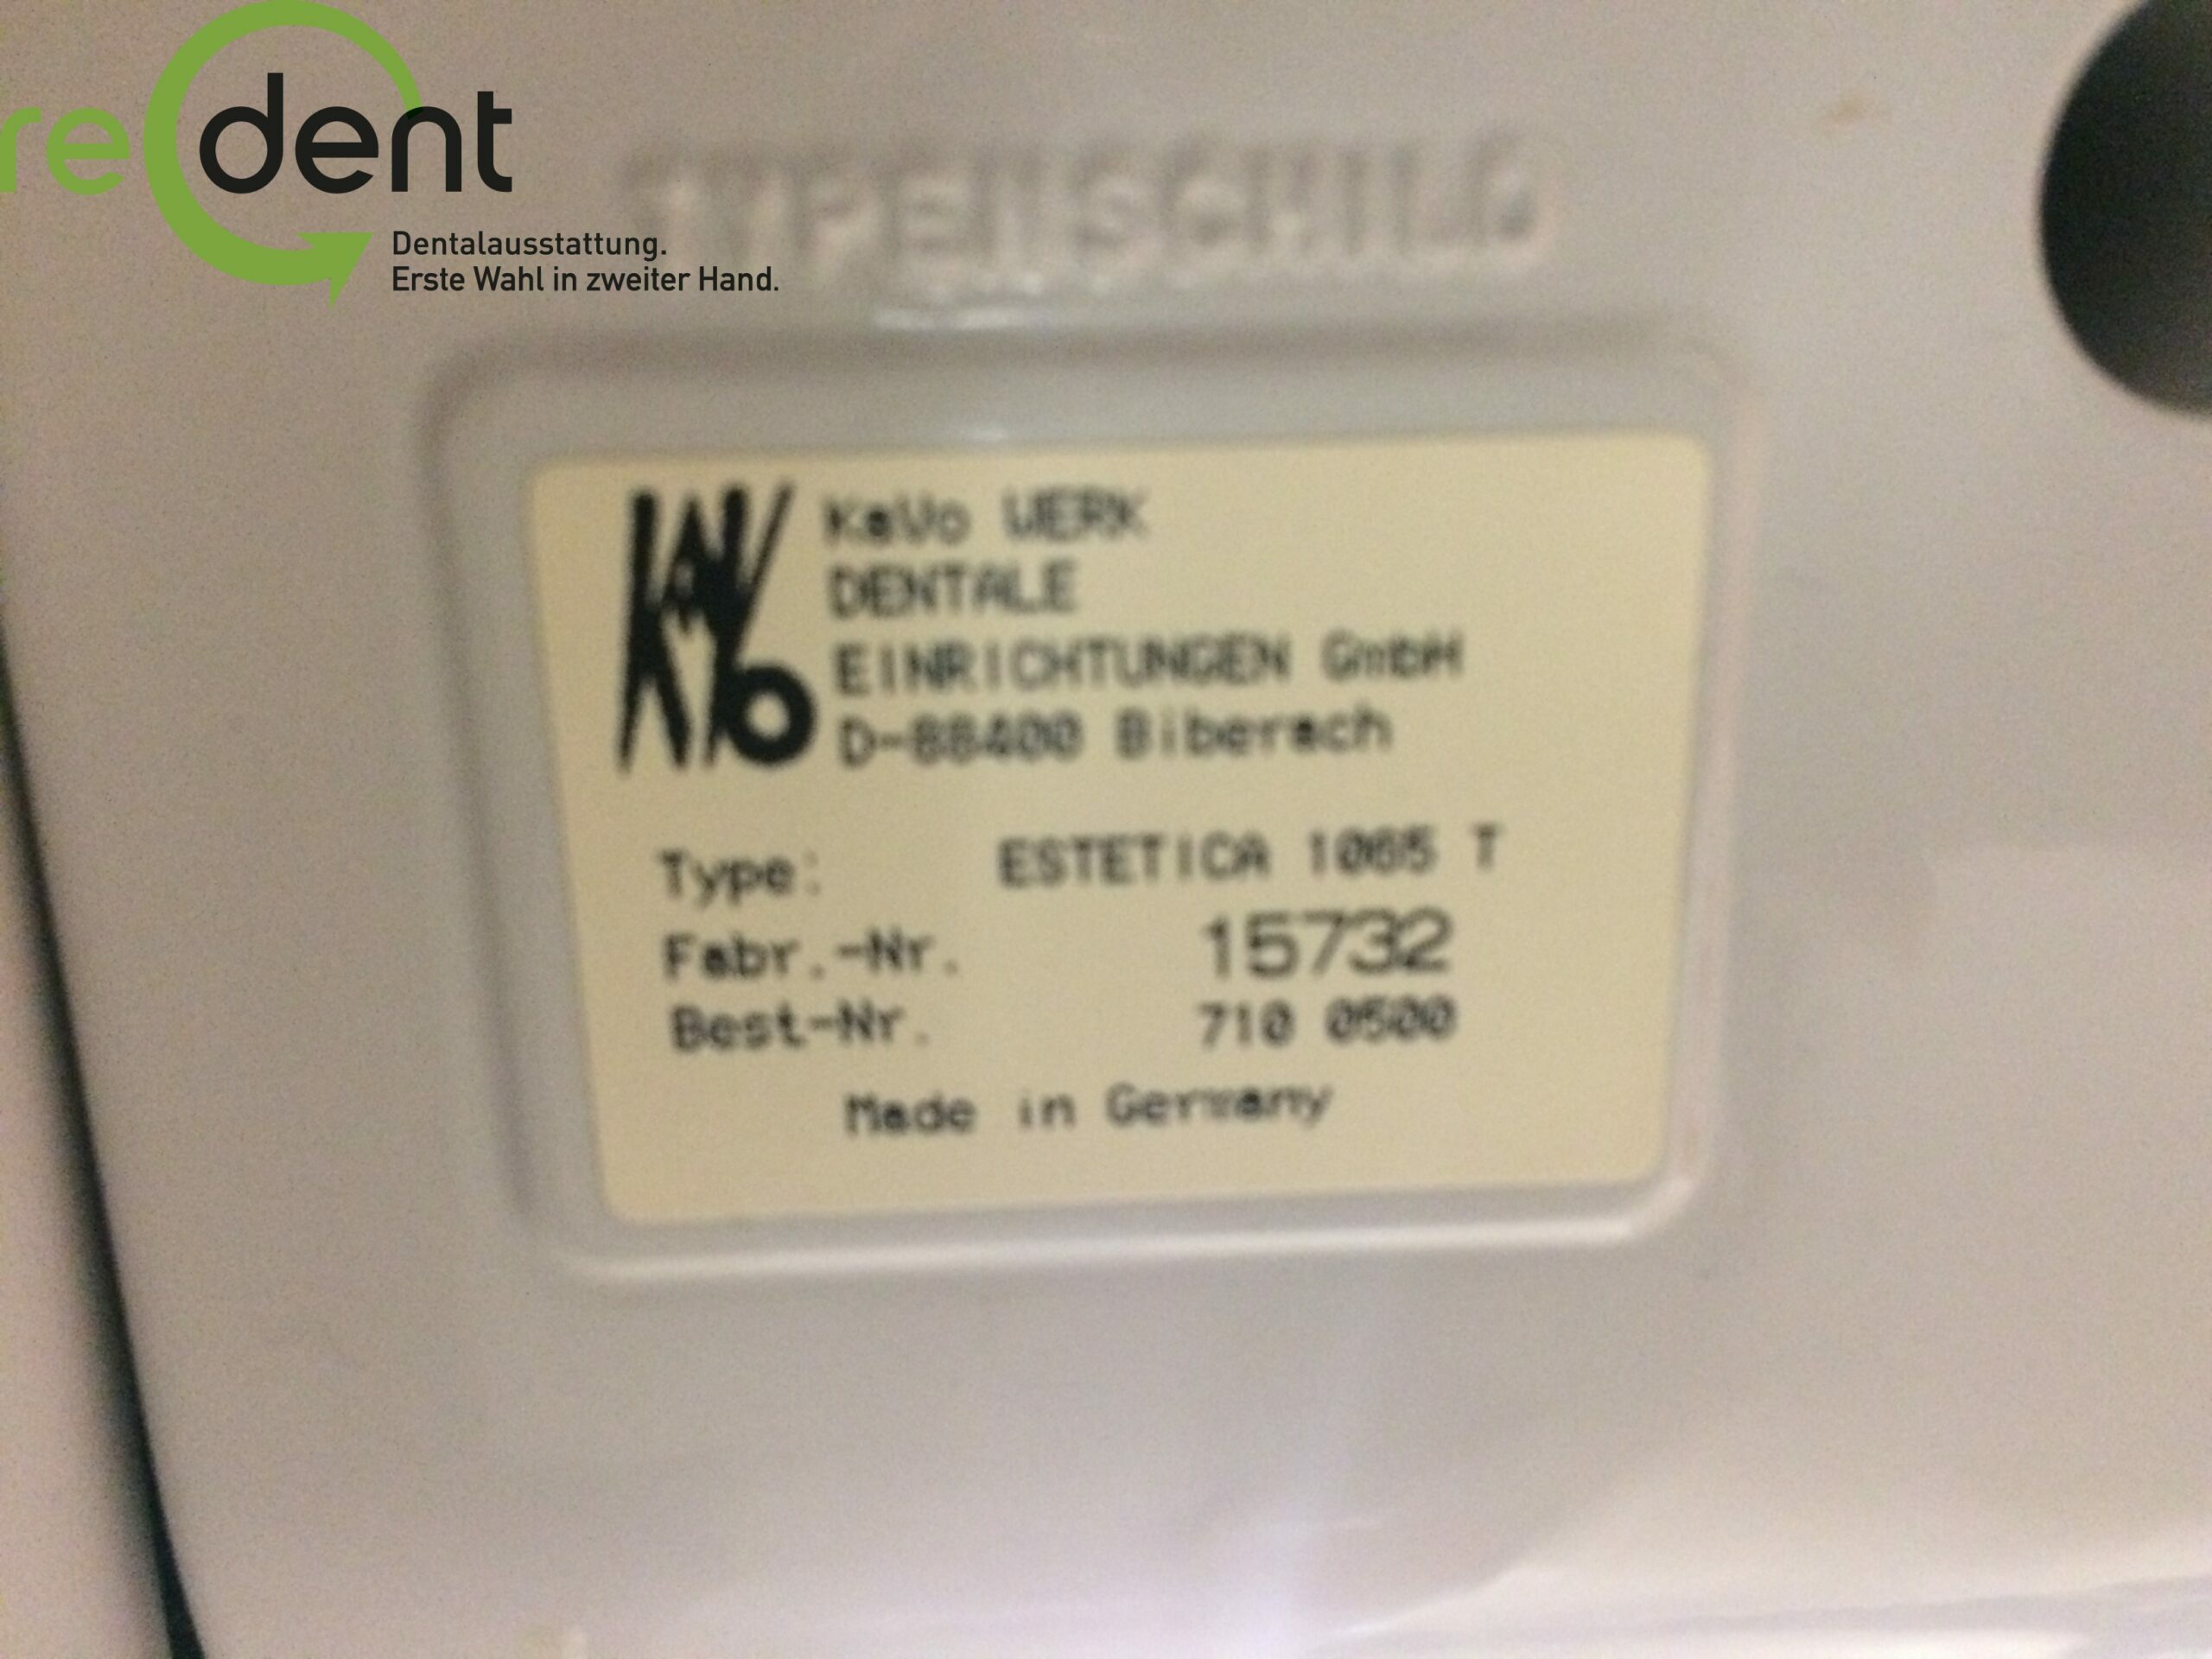 redent
Dentalausstattung.
Erste Wahl in zweiter Hand.
TYPENSCHILD
KaVo
KaVo WERK
DENTALE
EINRICHTUNGEN GmbH
D-88400 Biberach
Type: ESTETICA 1065 T
Fabr.-Nr. 15732
Best-Nr. 710 0500
Made in Germany